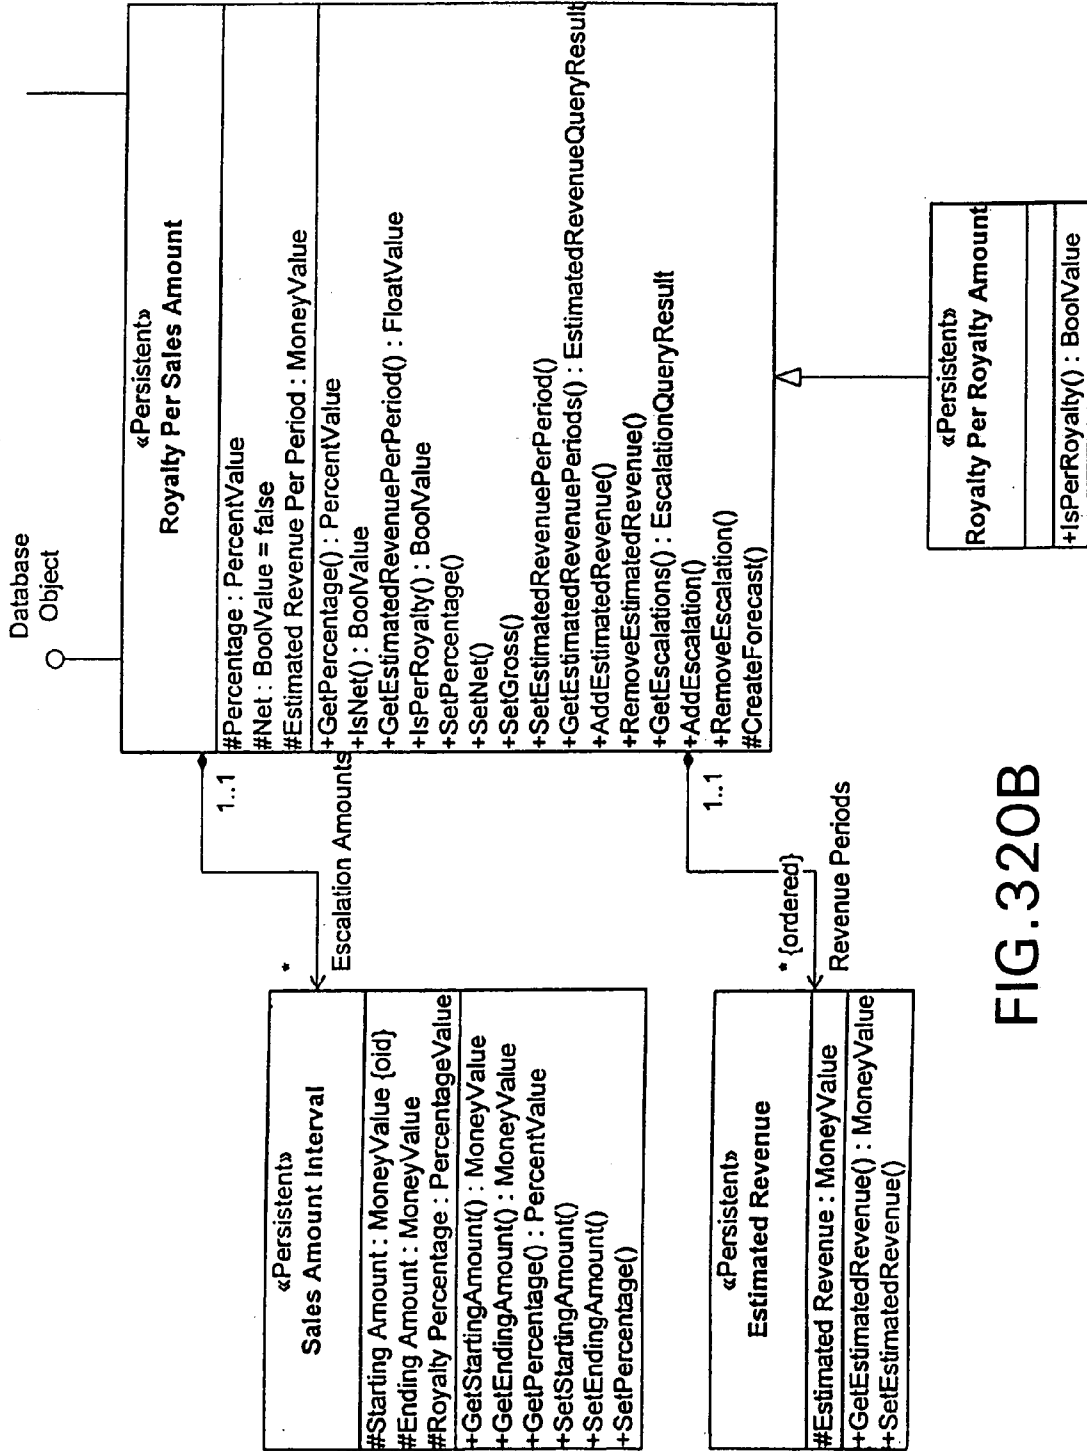 Database
Object
«Persistent»
Royalty Per Sales Amount
#Percentage : PercentValue
#Net : BoolValue = false
#Estimated Revenue Per Period : MoneyValue
+GetPercentage() : PercentValue
+IsNet() : BoolValue
+GetEstimatedRevenuePerPeriod() : FloatValue
+IsPerRoyalty() : BoolValue
+SetPercentage()
+SetNet()
+SetGross()
+SetEstimatedRevenuePerPeriod()
+GetEstimatedRevenuePeriods() : EstimatedRevenueQueryResult
+AddEstimatedRevenue()
+RemoveEstimatedRevenue()
+GetEscalations() : EscalationQueryResult
+AddEscalation()
+RemoveEscalation()
#CreateForecast()
1..1
Escalation Amounts
*
1..1
* {ordered}
Revenue Periods
«Persistent»
Sales Amount Interval
#Starting Amount : MoneyValue {oid}
#Ending Amount : MoneyValue
#Royalty Percentage : PercentageValue
+GetStartingAmount() : MoneyValue
+GetEndingAmount() : MoneyValue
+GetPercentage() : PercentValue
+SetStartingAmount()
+SetEndingAmount()
+SetPercentage()
«Persistent»
Estimated Revenue
#Estimated Revenue : MoneyValue
+GetEstimatedRevenue() : MoneyValue
+SetEstimatedRevenue()
«Persistent»
Royalty Per Royalty Amount
+IsPerRoyalty() : BoolValue
FIG.320B